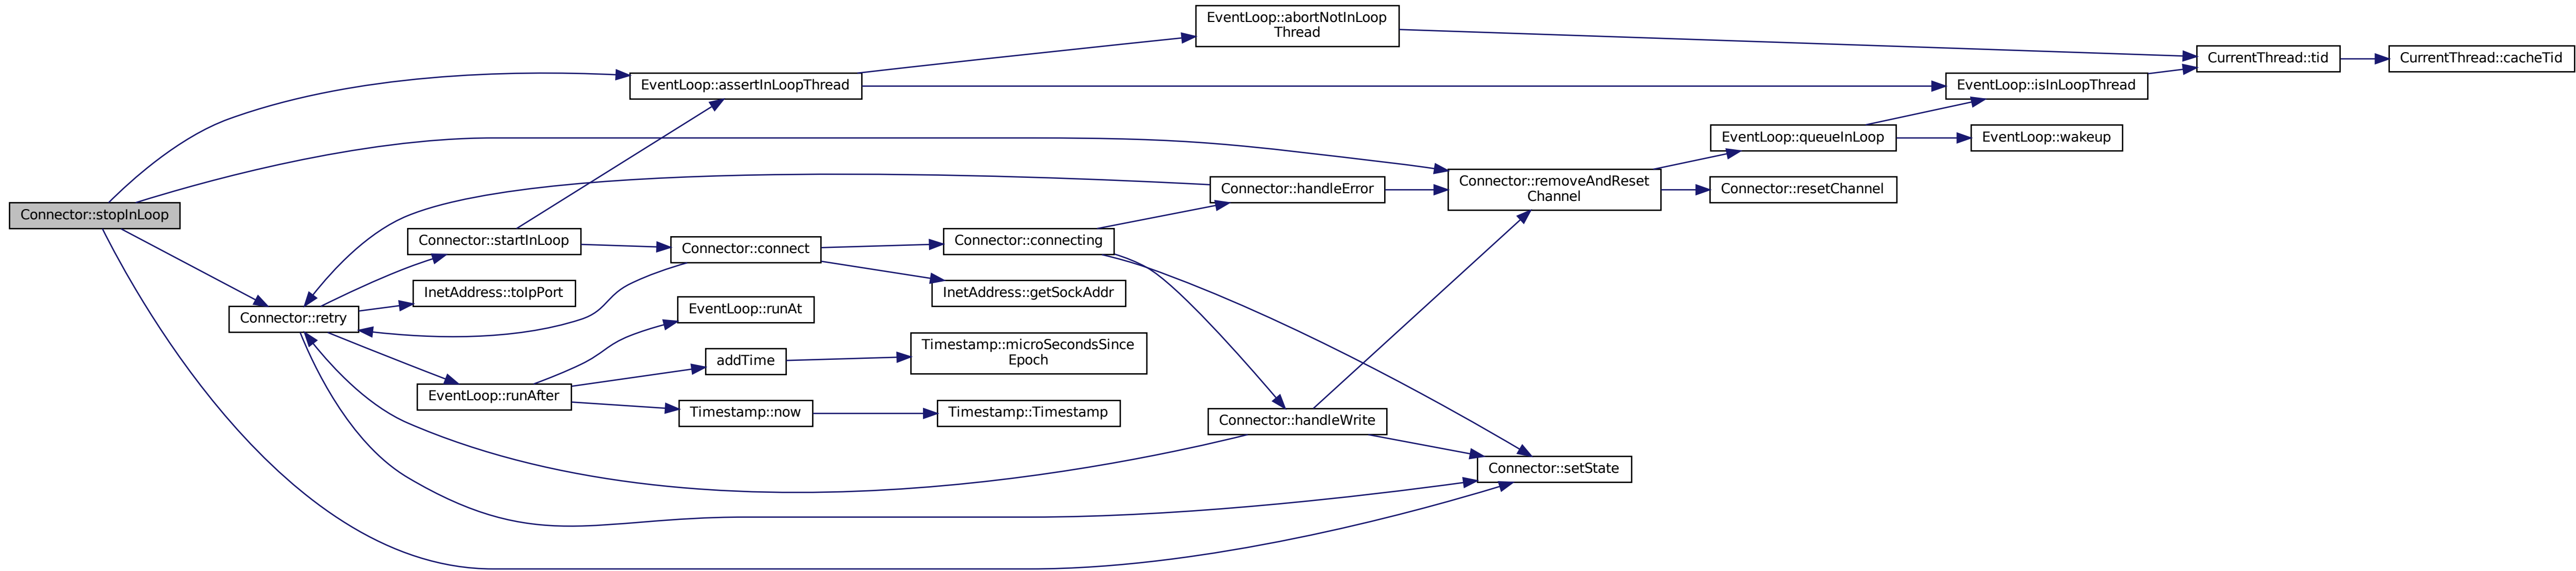 EventLoop::abortNotInLoop
Thread
CurrentThread::tid
CurrentThread::cacheTid
EventLoop::assertInLoopThread
EventLoop::isInLoopThread
EventLoop::queueInLoop
EventLoop::wakeup
Connector::removeAndReset
Channel
Connector::handleError
Connector::resetChannel
Connector::stopInLoop
Connector::startInLoop
Connector::connect
Connector::connecting
InetAddress::toIpPort
InetAddress::getSockAddr
Connector::retry
EventLoop::runAt
Timestamp::microSecondsSince
Epoch
addTime
EventLoop::runAfter
Timestamp::now
Timestamp::Timestamp
Connector::handleWrite
Connector::setState